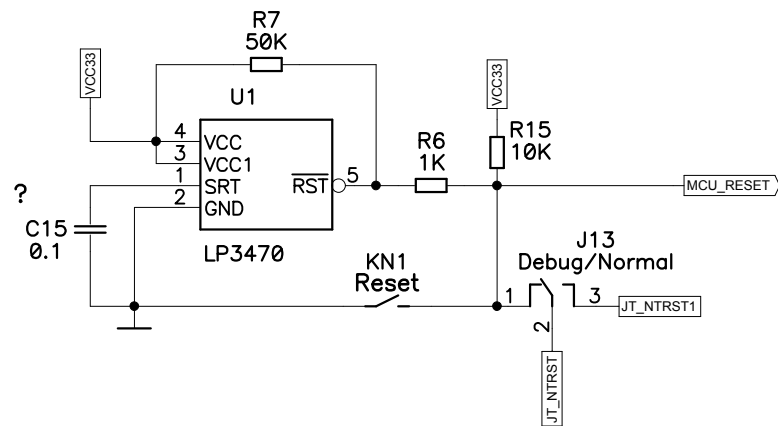 R7
50K
VCC33
U1
VCC33
4
VCC
3
VCC1
1
SRT
2
GND
RST
5
R6
1K
R15
10K
MCU_RESET
?
C15
0.1
LP3470
KN1
Reset
J13
Debug/Normal
1
3
JT_NTRST1
2
JT_NTRST